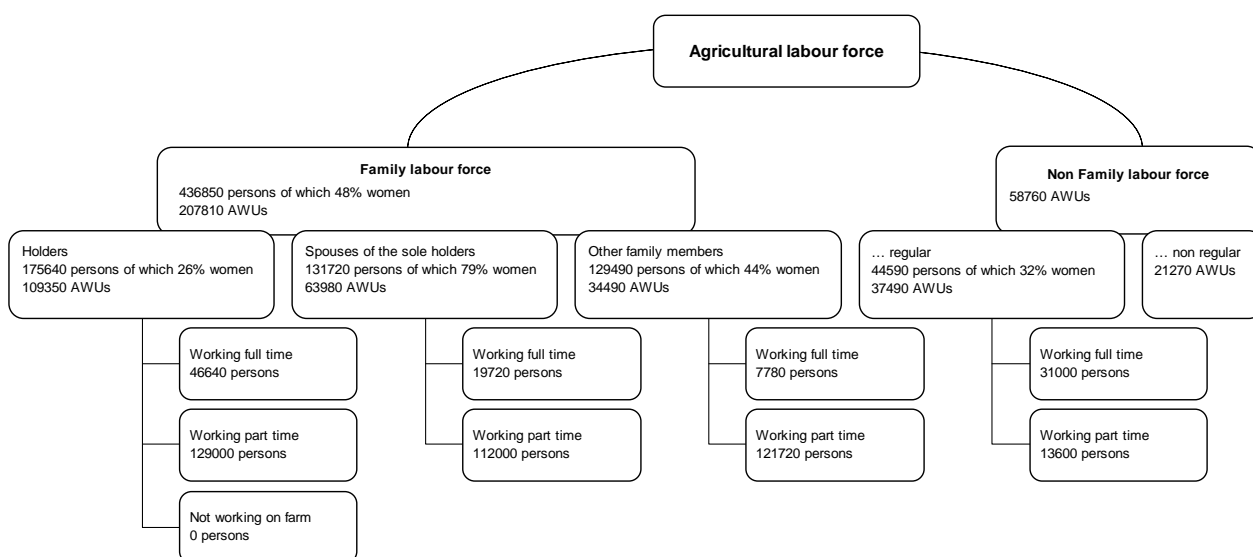 Agricultural labour force
Family labour force
436850 persons of which 48% women
207810 AWUs
Non Family labour force
58760 AWUs
Holders
175640 persons of which 26% women
109350 AWUs
Spouses of the sole holders
131720 persons of which 79% women
63980 AWUs
Other family members
129490 persons of which 44% women
34490 AWUs
... regular
44590 persons of which 32% women
37490 AWUs
... non regular
21270 AWUs
Working full time
46640 persons
Working full time
19720 persons
Working full time
7780 persons
Working full time
31000 persons
Working part time
129000 persons
Working part time
112000 persons
Working part time
121720 persons
Working part time
13600 persons
Not working on farm
0 persons